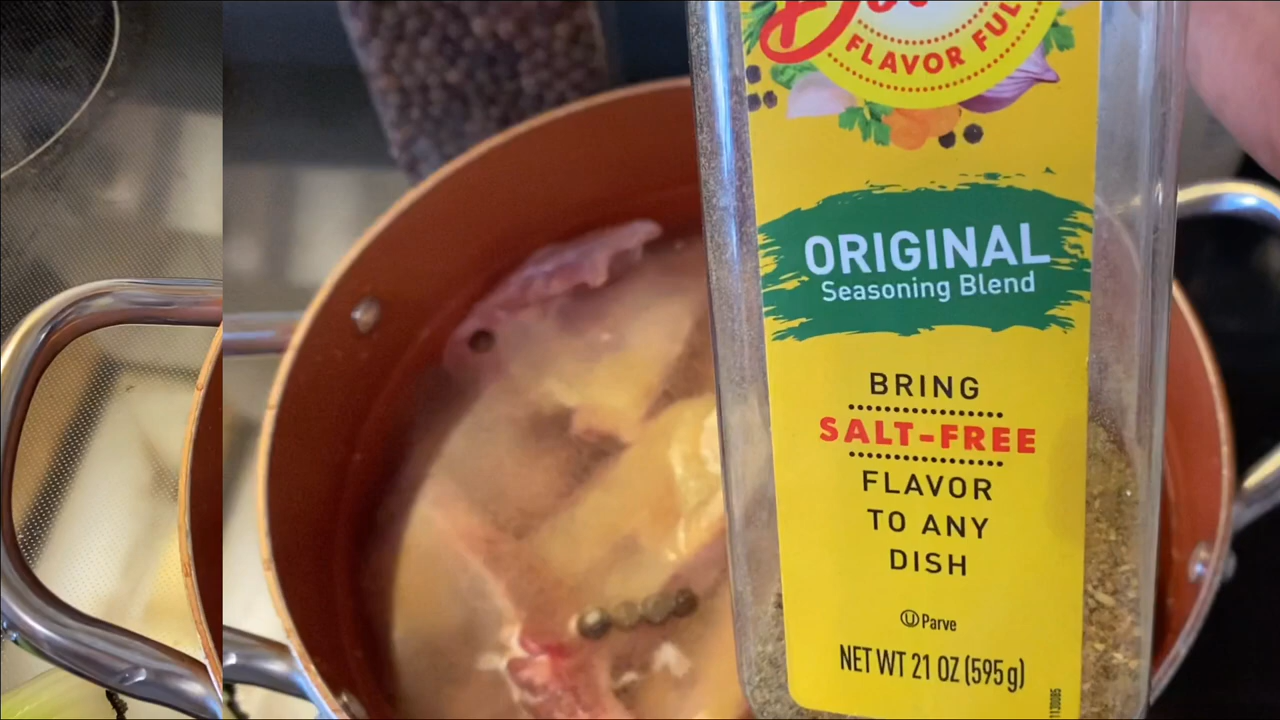 FLAVOR FUL
ORIGINAL
Seasoning Blend
BRING
SALT-FREE
FLAVOR
TO ANY
DISH
U Parve
NET WT 21 OZ (595g)